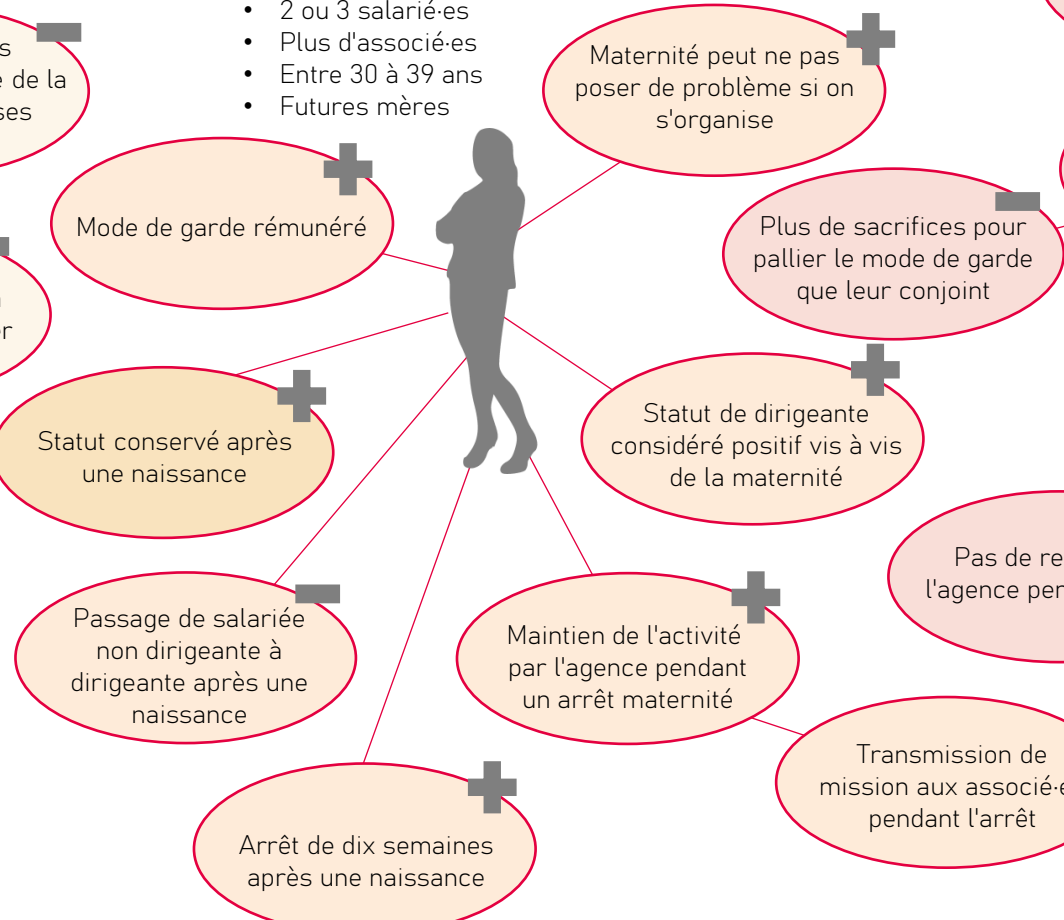 • 2 ou 3 salarié·es
• Plus d'associé·es
• Entre 30 à 39 ans
• Futures mères
Maternité peut ne pas
poser de problème si on
s'organise
de la
Mode de garde rémunéré
Plus de sacrifices pour
pallier le mode de garde
que leur conjoint
Statut conservé après
une naissance
Statut de dirigeante
considéré positif vis à vis
de la maternité
Pas de
l'agence
Passage de salariée
non dirigeante à
dirigeante après une
naissance
Maintien de l'activité
par l'agence pendant
un arrêt maternité
Transmission de
mission aux
pendant l'arrêt
Arrêt de dix semaines
après une naissance